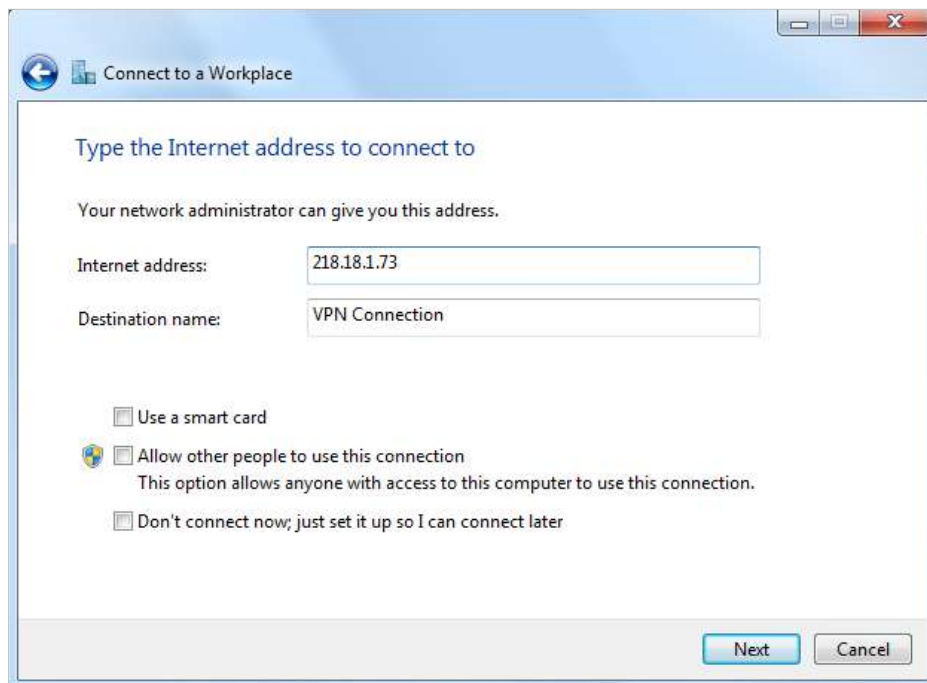 Connect to a Workplace
Type the Internet address to connect to
Your network administrator can give you this address.
Internet address: 218.18.1.73
Destination name: VPN Connection
Use a smart card
Allow other people to use this connection
This option allows anyone with access to this computer to use this connection.
Don't connect now; just set it up so I can connect later
Next Cancel